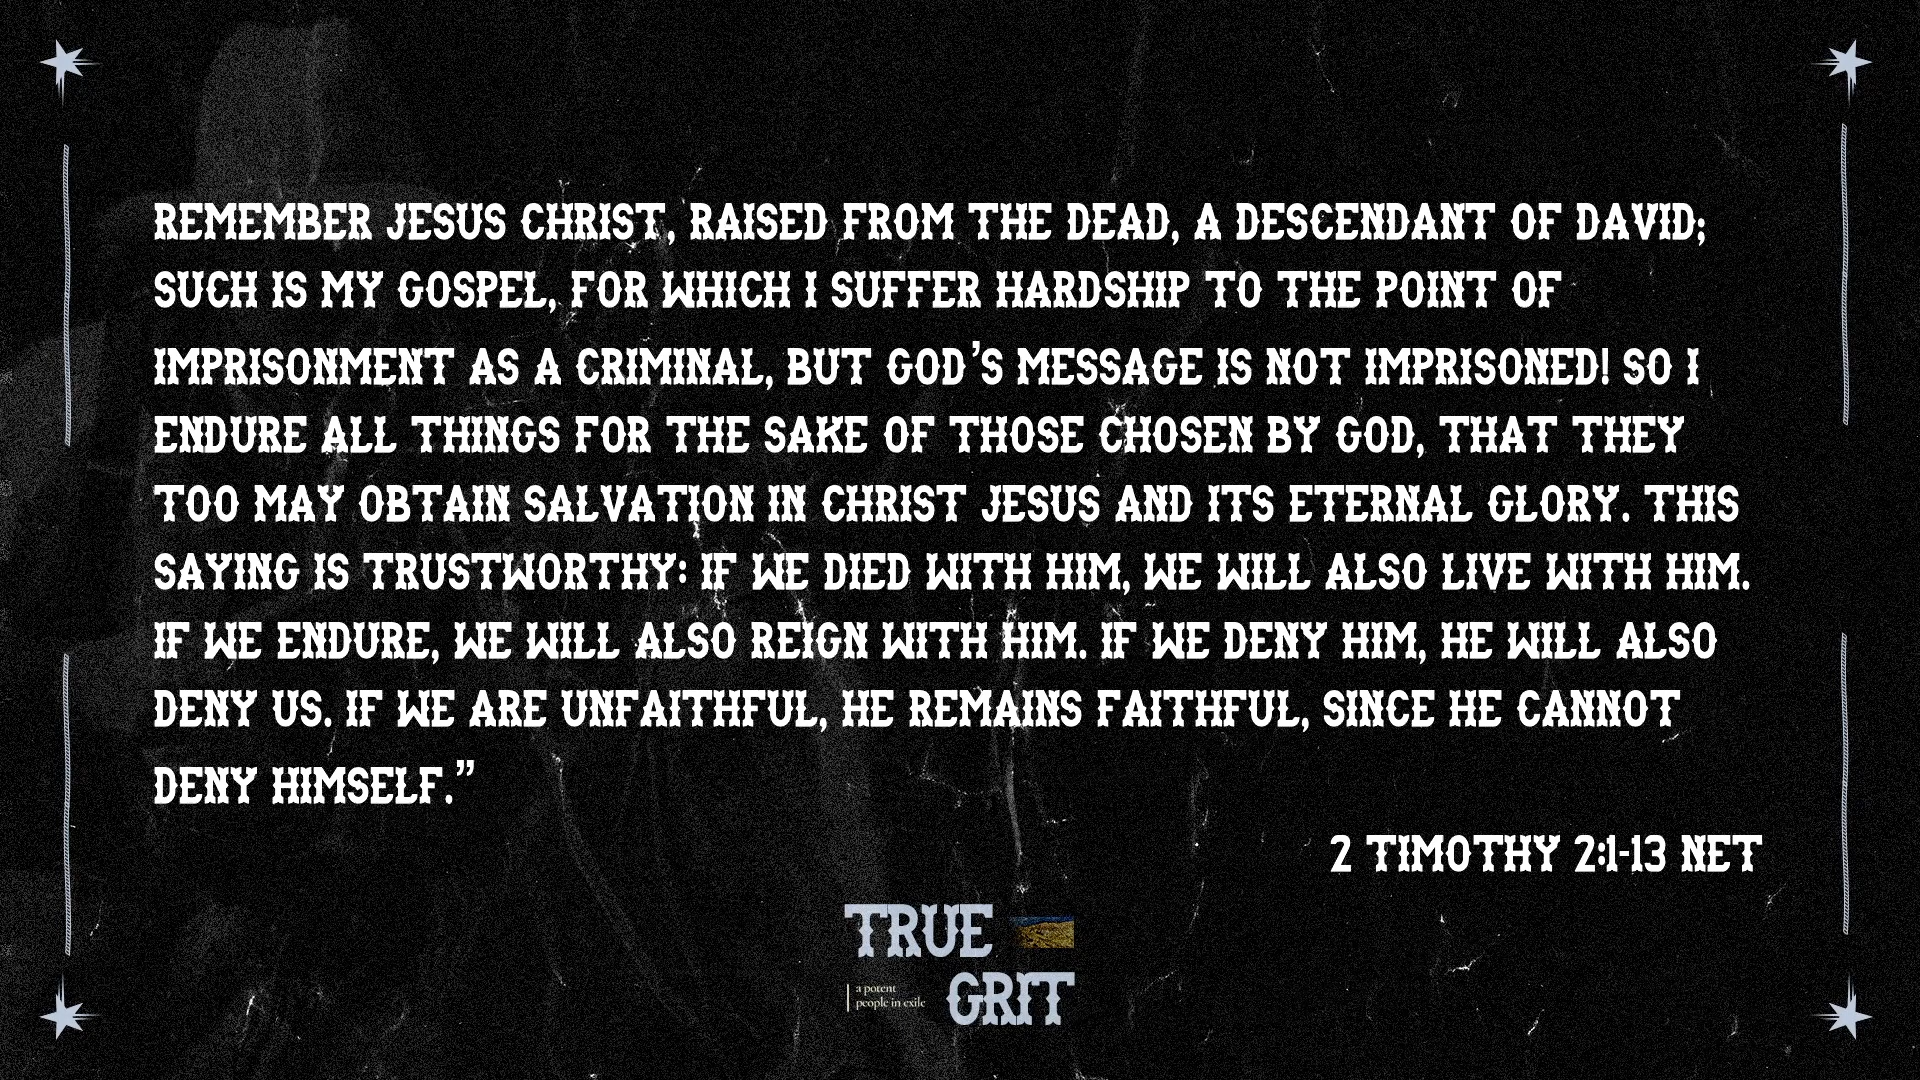 REMEMBER JESUS CHRIST, RAISED FROM THE DEAD, A DESCENDANT OF DAVID;
SUCH IS MY GOSPEL, FOR WHICH I SUFFER HARDSHIP TO THE POINT OF
IMPRISONMENT AS A CRIMINAL, BUT GOD’S MESSAGE IS NOT IMPRISONED! SO I
ENDURE ALL THINGS FOR THE SAKE OF THOSE CHOSEN BY GOD, THAT THEY
TOO MAY OBTAIN SALVATION IN CHRIST JESUS AND ITS ETERNAL GLORY. THIS
SAYING IS TRUSTWORTHY: IF WE DIED WITH HIM, WE WILL ALSO LIVE WITH HIM.
IF WE ENDURE, WE WILL ALSO REIGN WITH HIM. IF WE DENY HIM, HE WILL ALSO
DENY US. IF WE ARE UNFAITHFUL, HE REMAINS FAITHFUL, SINCE HE CANNOT
DENY HIMSELF.”
2 TIMOTHY 2:1-13 NET
TRUE
GRIT
a potent
people in exile